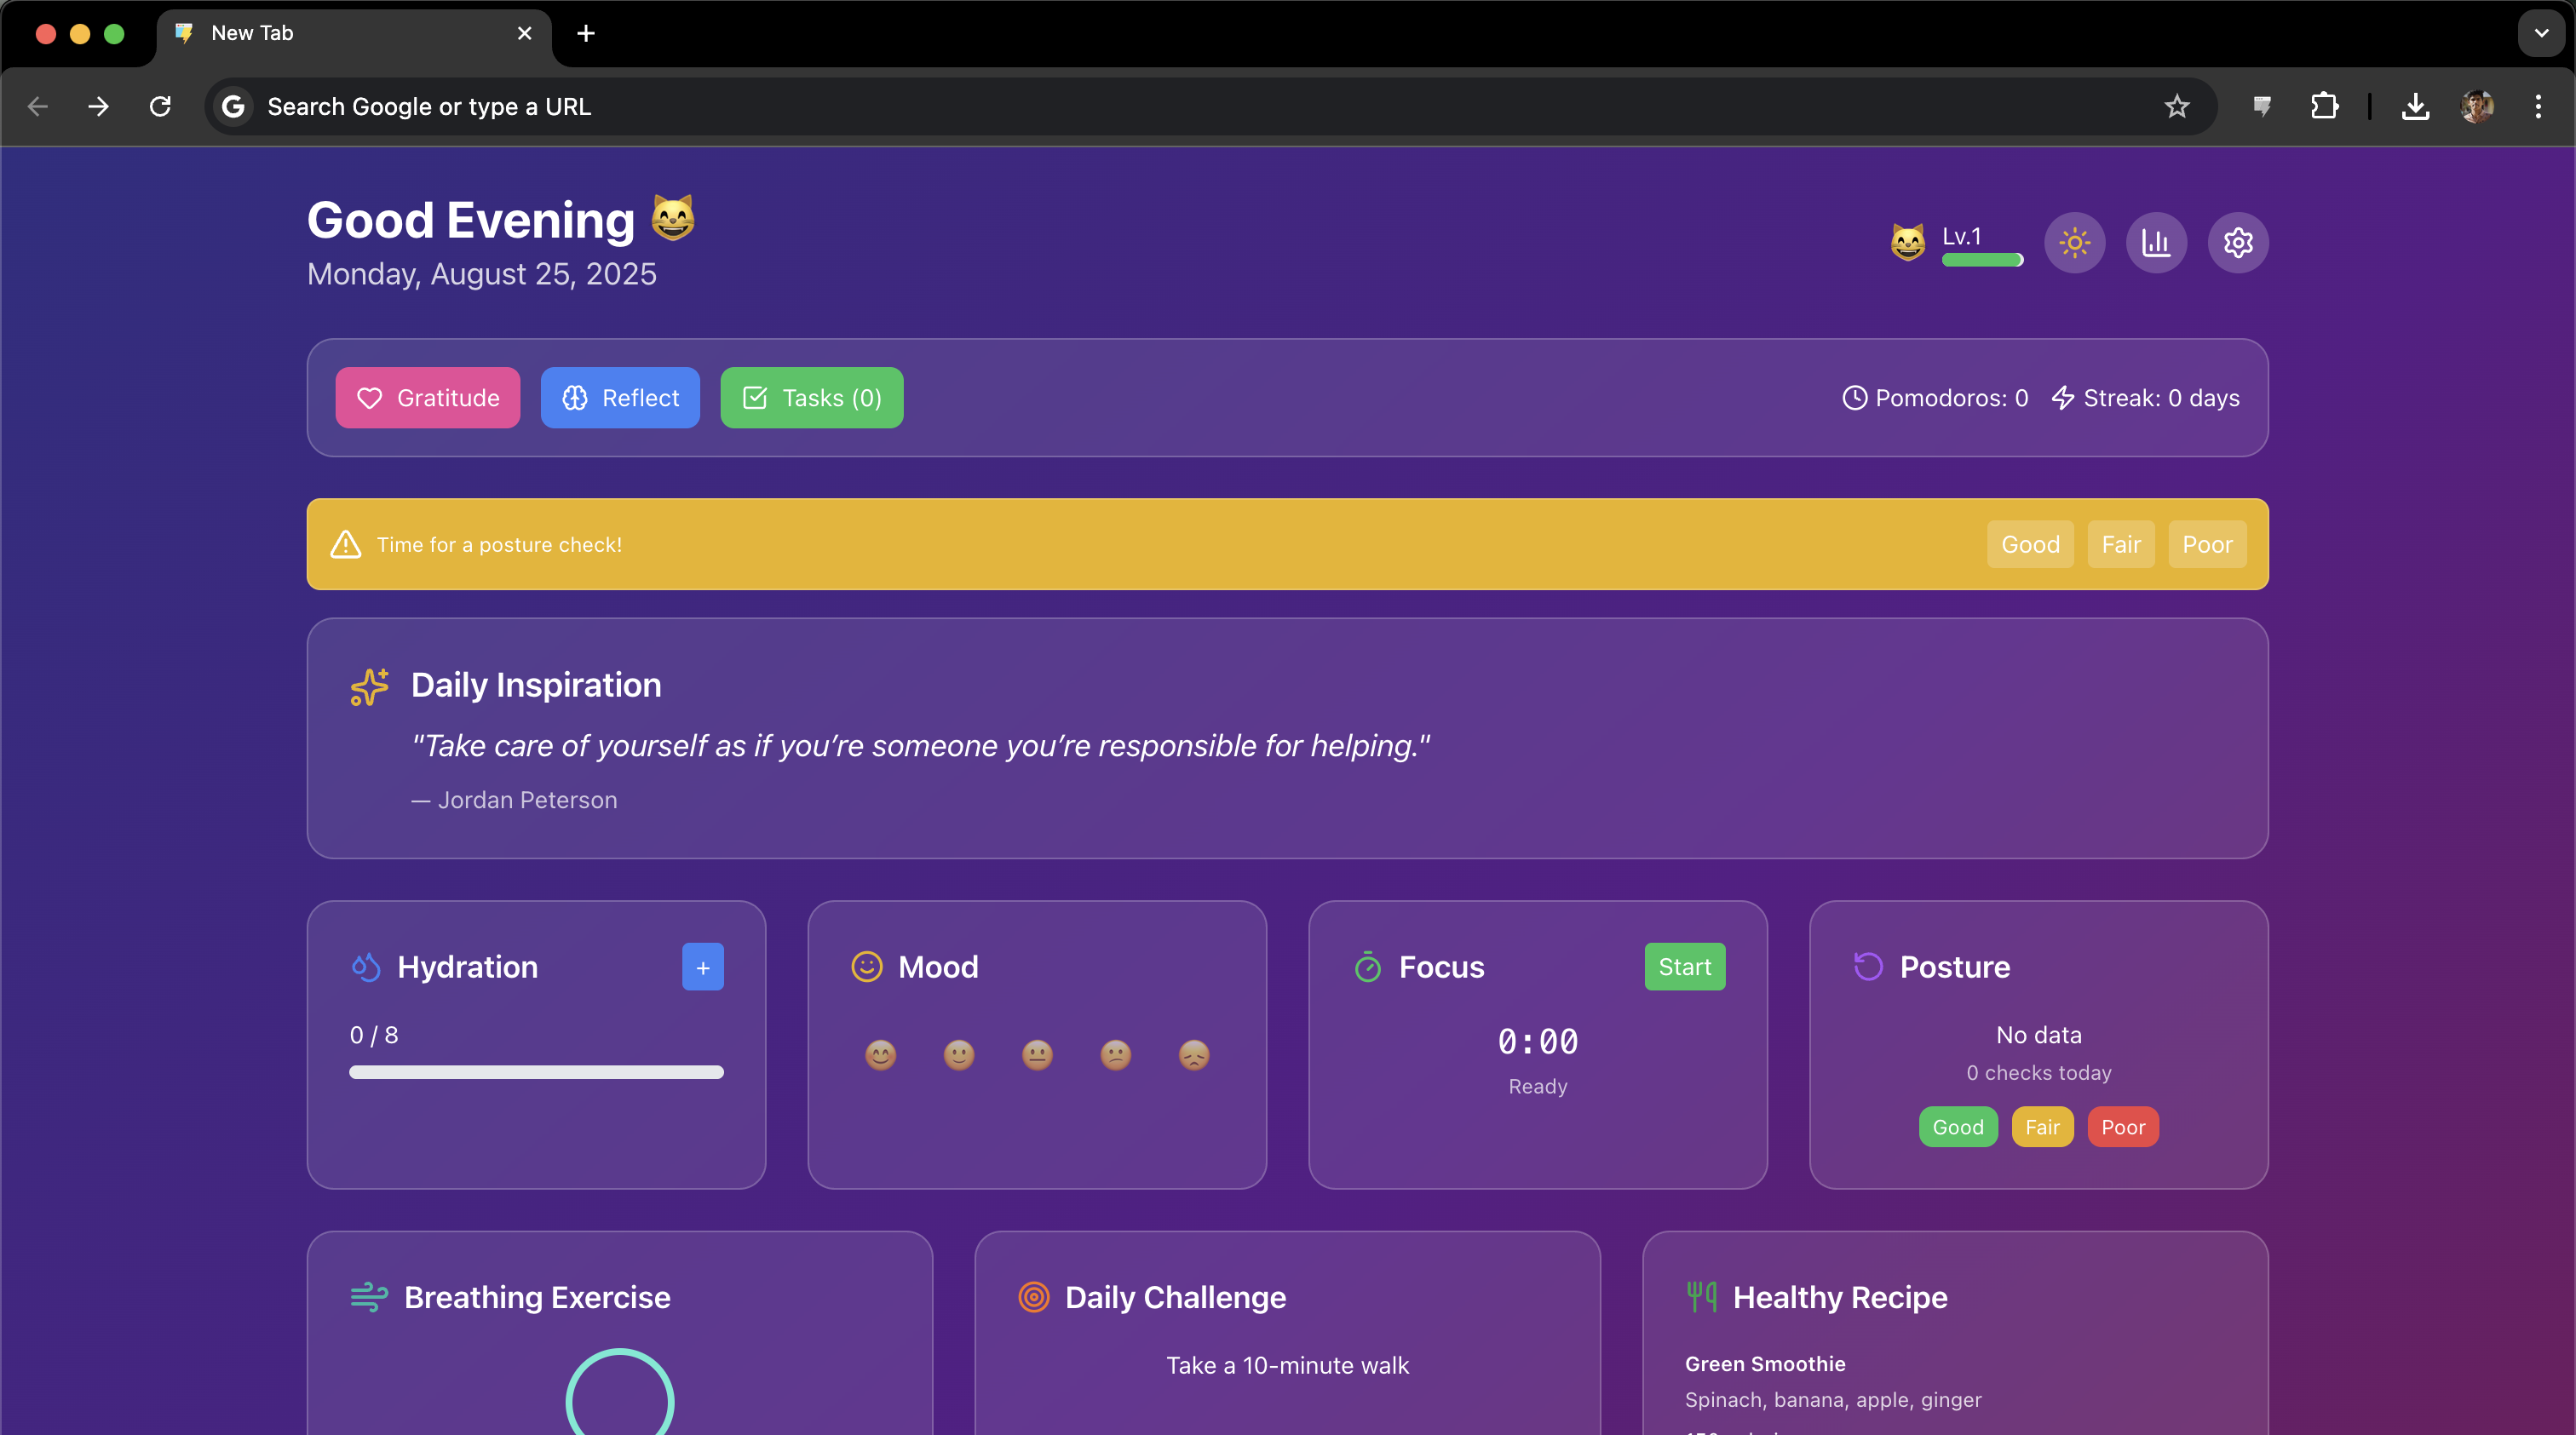 New Tab
Search Google or type a URL
Good Evening
Monday, August 25, 2025
Lv.1
Gratitude
Reflect
Tasks (0)
Pomodoros: 0
Streak: 0 days
Time for a posture check!
Good
Fair
Poor
Daily Inspiration
"Take care of yourself as if you’re someone you’re responsible for helping."
— Jordan Peterson
Hydration
+
0 / 8
Mood
Focus
Start
0:00
Ready
Posture
No data
0 checks today
Good
Fair
Poor
Breathing Exercise
Daily Challenge
Take a 10-minute walk
Healthy Recipe
Green Smoothie
Spinach, banana, apple, ginger